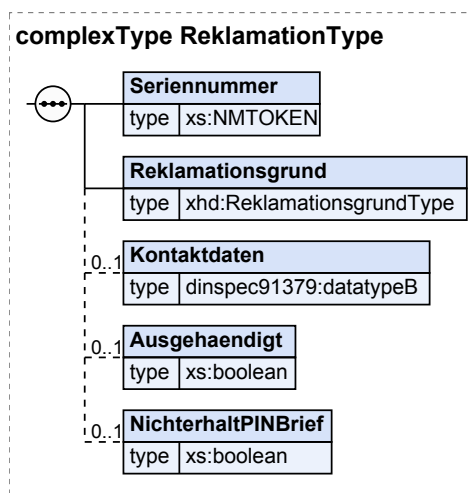 complexType ReklamationType
Seriennummer
type xs:NMTOKEN
Reklamationsgrund
type xhd:ReklamationsgrundType
0..1 Kontaktdaten
type dinspec91379:datatypeB
0..1 Ausgehaendigt
type xs:boolean
0..1 NichterhaltPINBrief
type xs:boolean